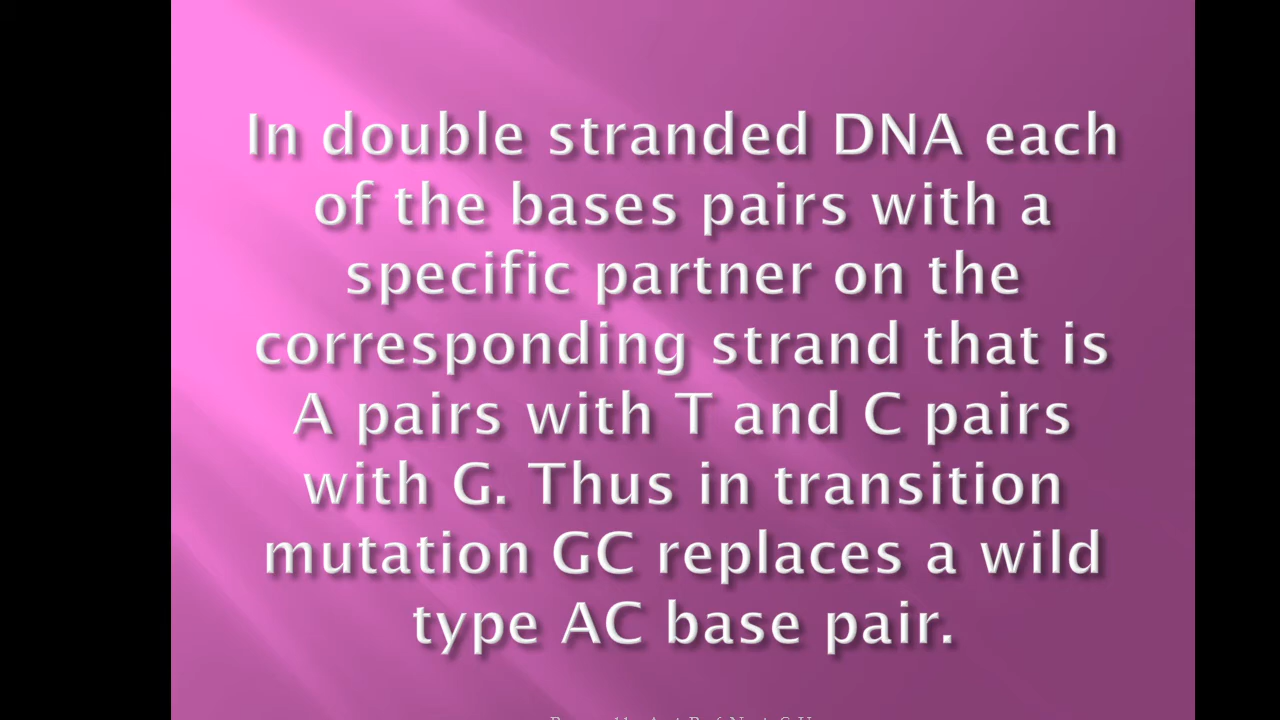 In double stranded DNA each
of the bases pairs with a
specific partner on the
corresponding strand that is
A pairs with T and C pairs
with G. Thus in transition
mutation GC replaces a wild
type AC base pair.